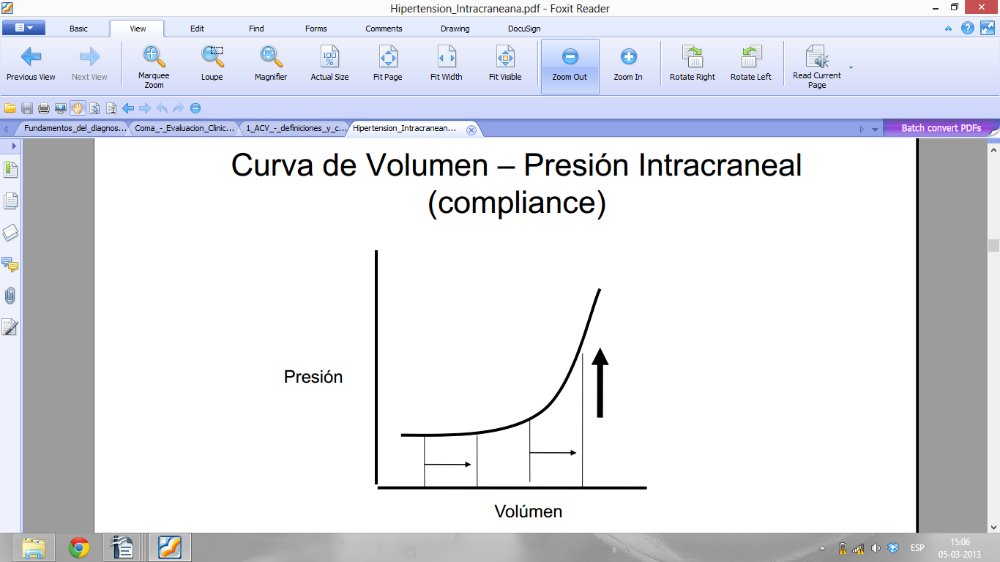 Hipertension_Intracraneana.pdf - Foxit Reader
Basic View Edit Find Forms Comments Drawing DocuSign
Previous View Next View Marquee Zoom Loupe Magnifier Actual Size Fit Page Fit Width Fit Visible Zoom Out Zoom In Rotate Right Rotate Left Read Current Page
Fundamentos_del_diagnos... Coma_-_Evaluacion_Clinic... 1_ACV_-_definiciones_y_c... Hipertension_Intracranean... Batch convert PDFs
Curva de Volumen – Presión Intracraneal
(compliance)
Presión
Volúmen
ESP 15:06
05-03-2013